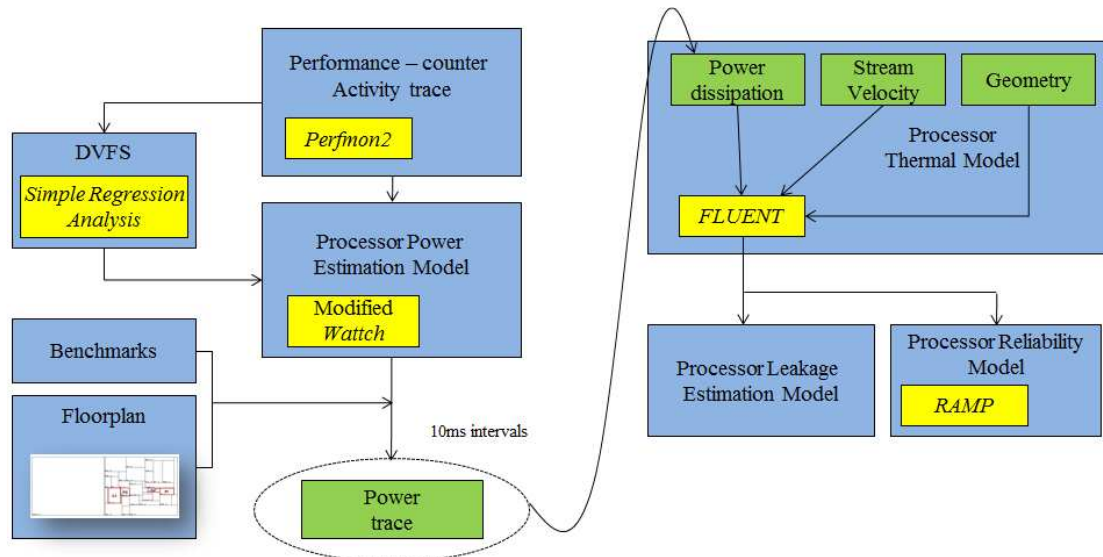 Performance – counter
Activity trace
Perfmon2
DVFS
Simple Regression
Analysis
Processor Power
Estimation Model
Modified
Wattch
Benchmarks
Floorplan
10ms intervals
Power
trace
Power
dissipation
Stream
Velocity
Geometry
Processor
Thermal Model
FLUENT
Processor Leakage
Estimation Model
Processor Reliability
Model
RAMP